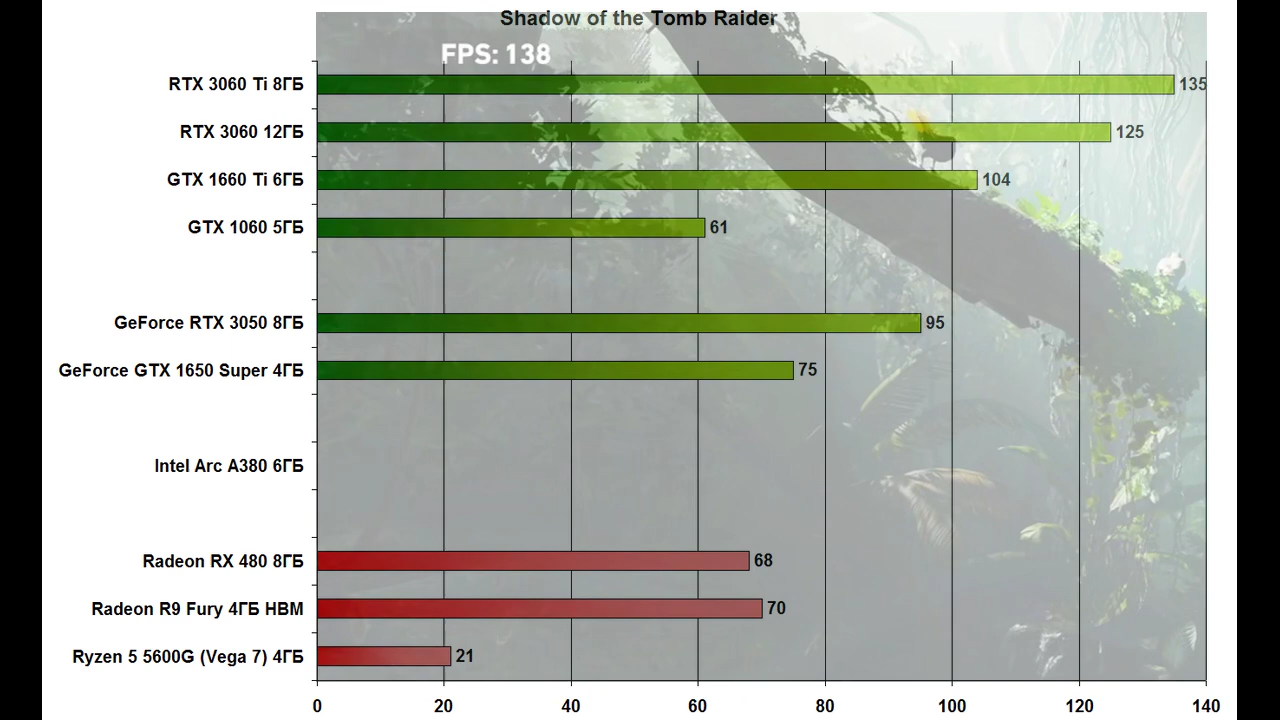 Shadow of the Tomb Raider
FPS: 138
RTX 3060 Ti 8ГБ 135
RTX 3060 12ГБ 125
GTX 1660 Ti 6ГБ 104
GTX 1060 5ГБ 61
GeForce RTX 3050 8ГБ 95
GeForce GTX 1650 Super 4ГБ 75
Intel Arc A380 6ГБ
Radeon RX 480 8ГБ 68
Radeon R9 Fury 4ГБ HBM 70
Ryzen 5 5600G (Vega 7) 4ГБ 21
0 20 40 60 80 100 120 140